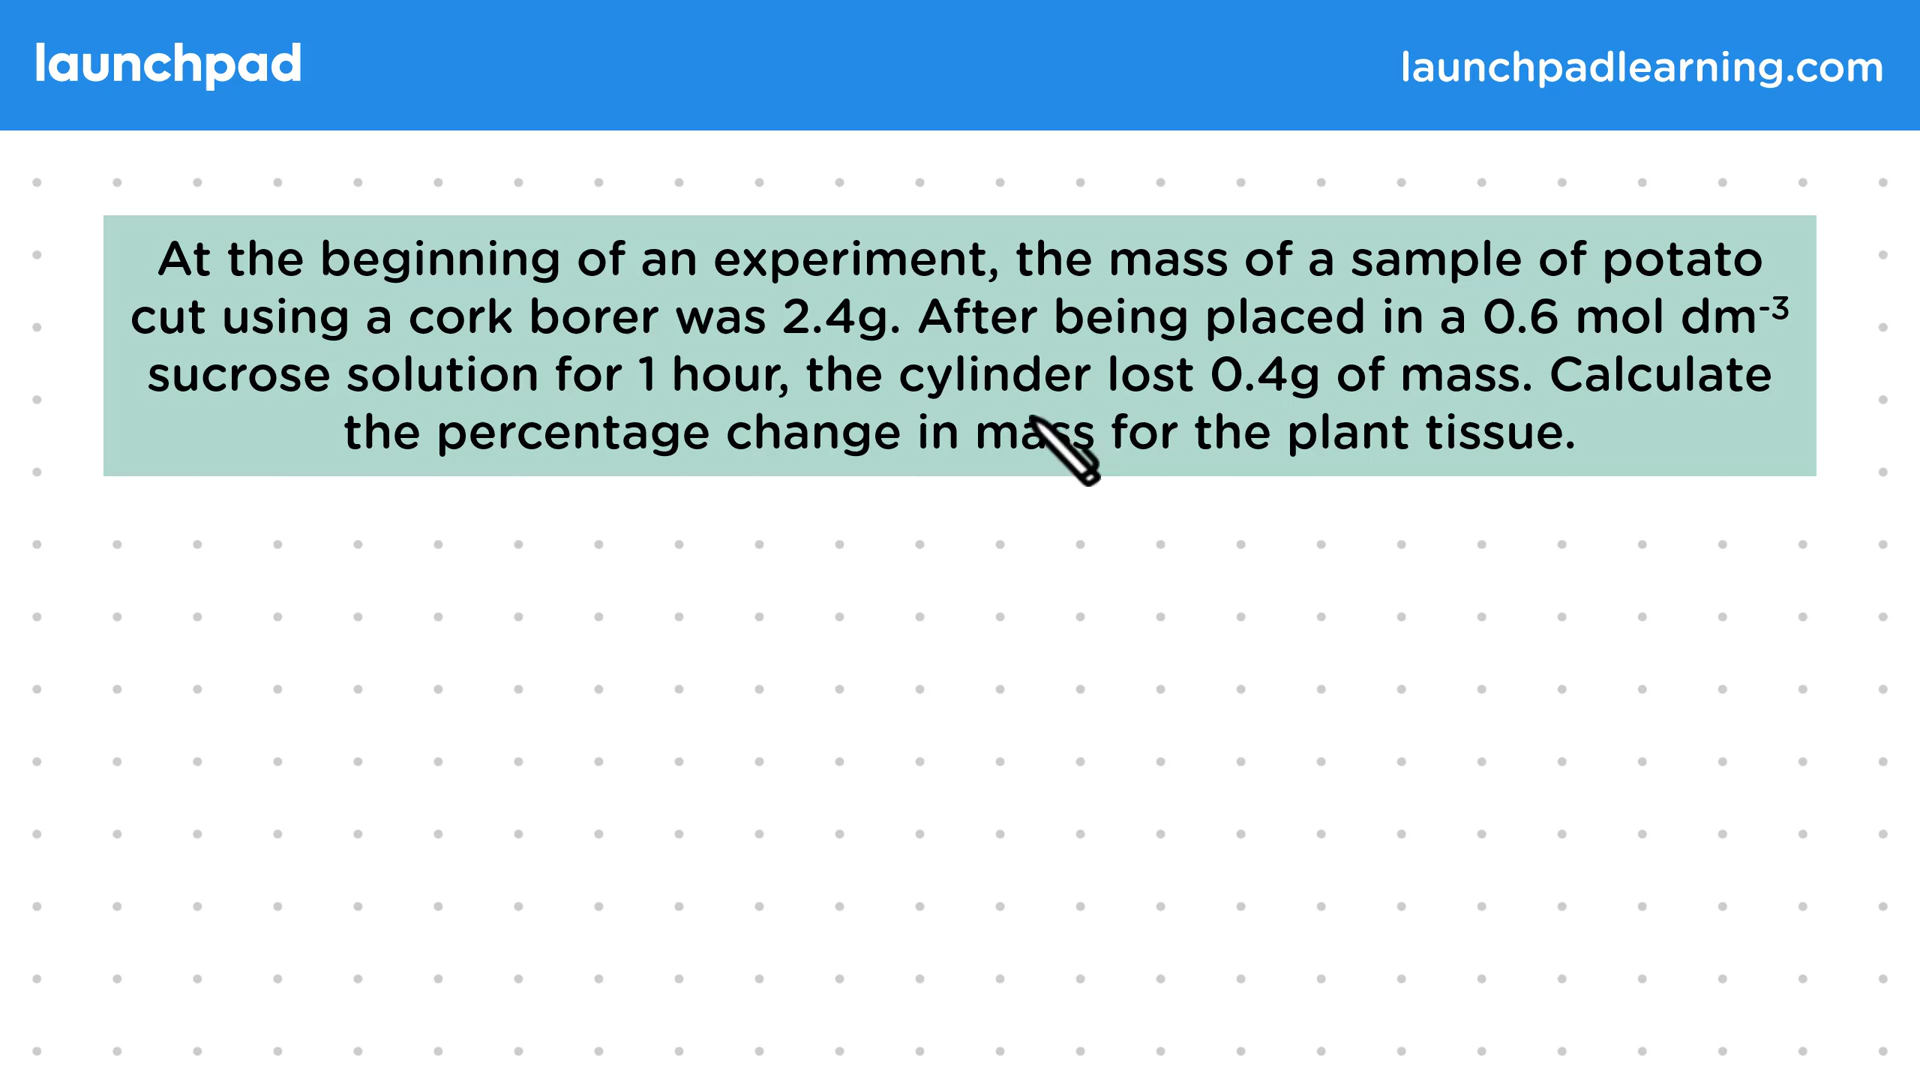 launchpad
launchpadlearning.com
At the beginning of an experiment, the mass of a sample of potato
cut using a cork borer was 2.4g. After being placed in a 0.6 mol dm⁻³
sucrose solution for 1 hour, the cylinder lost 0.4g of mass. Calculate
the percentage change in mass for the plant tissue.